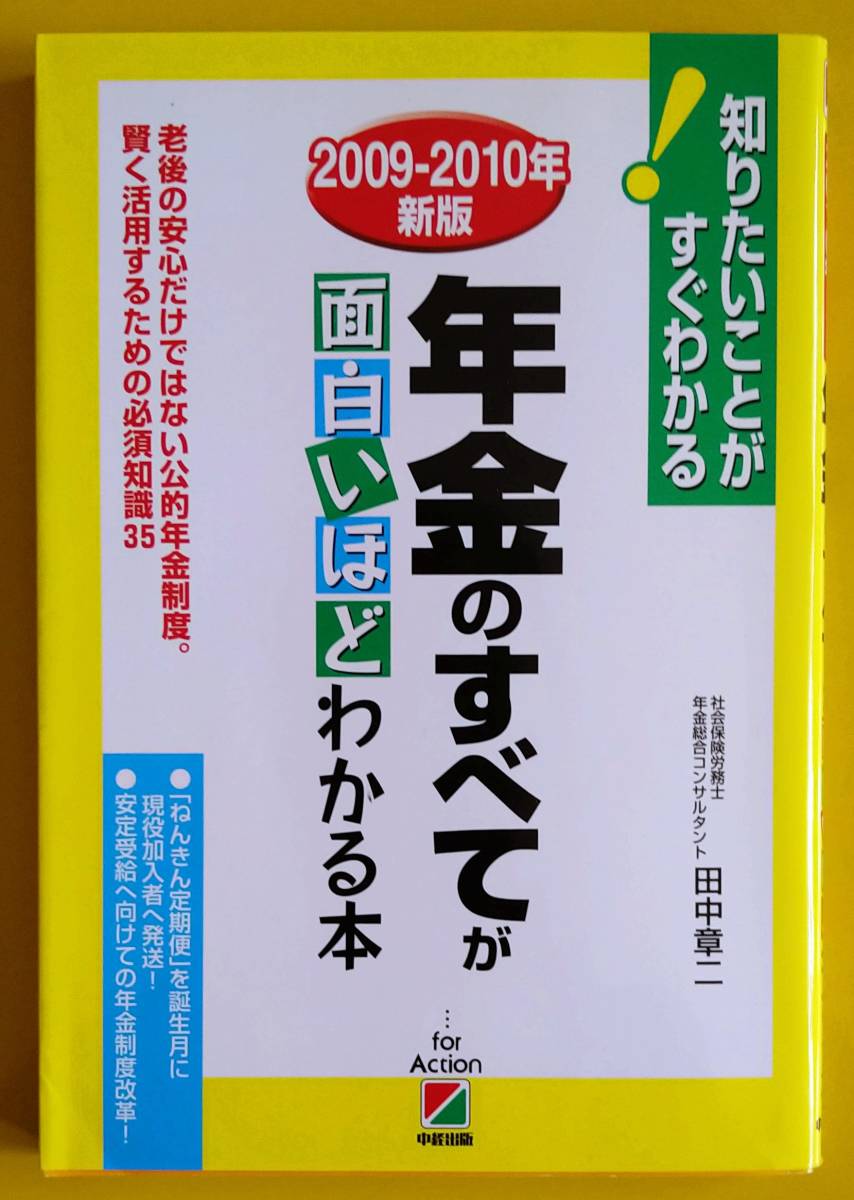 知りたいことが
すぐわかる
!
2009-2010年
新版
年金のすべてが
面白いほどわかる本
老後の安心だけではない公的年金制度。
賢く活用するための必須知識35
社会保険労務士
年金総合コンサルタント
田中章二
●「ねんきん定期便」を誕生月に
現役加入者へ発送!
●安定受給へ向けての年金制度改革!
…for
Action
中経出版